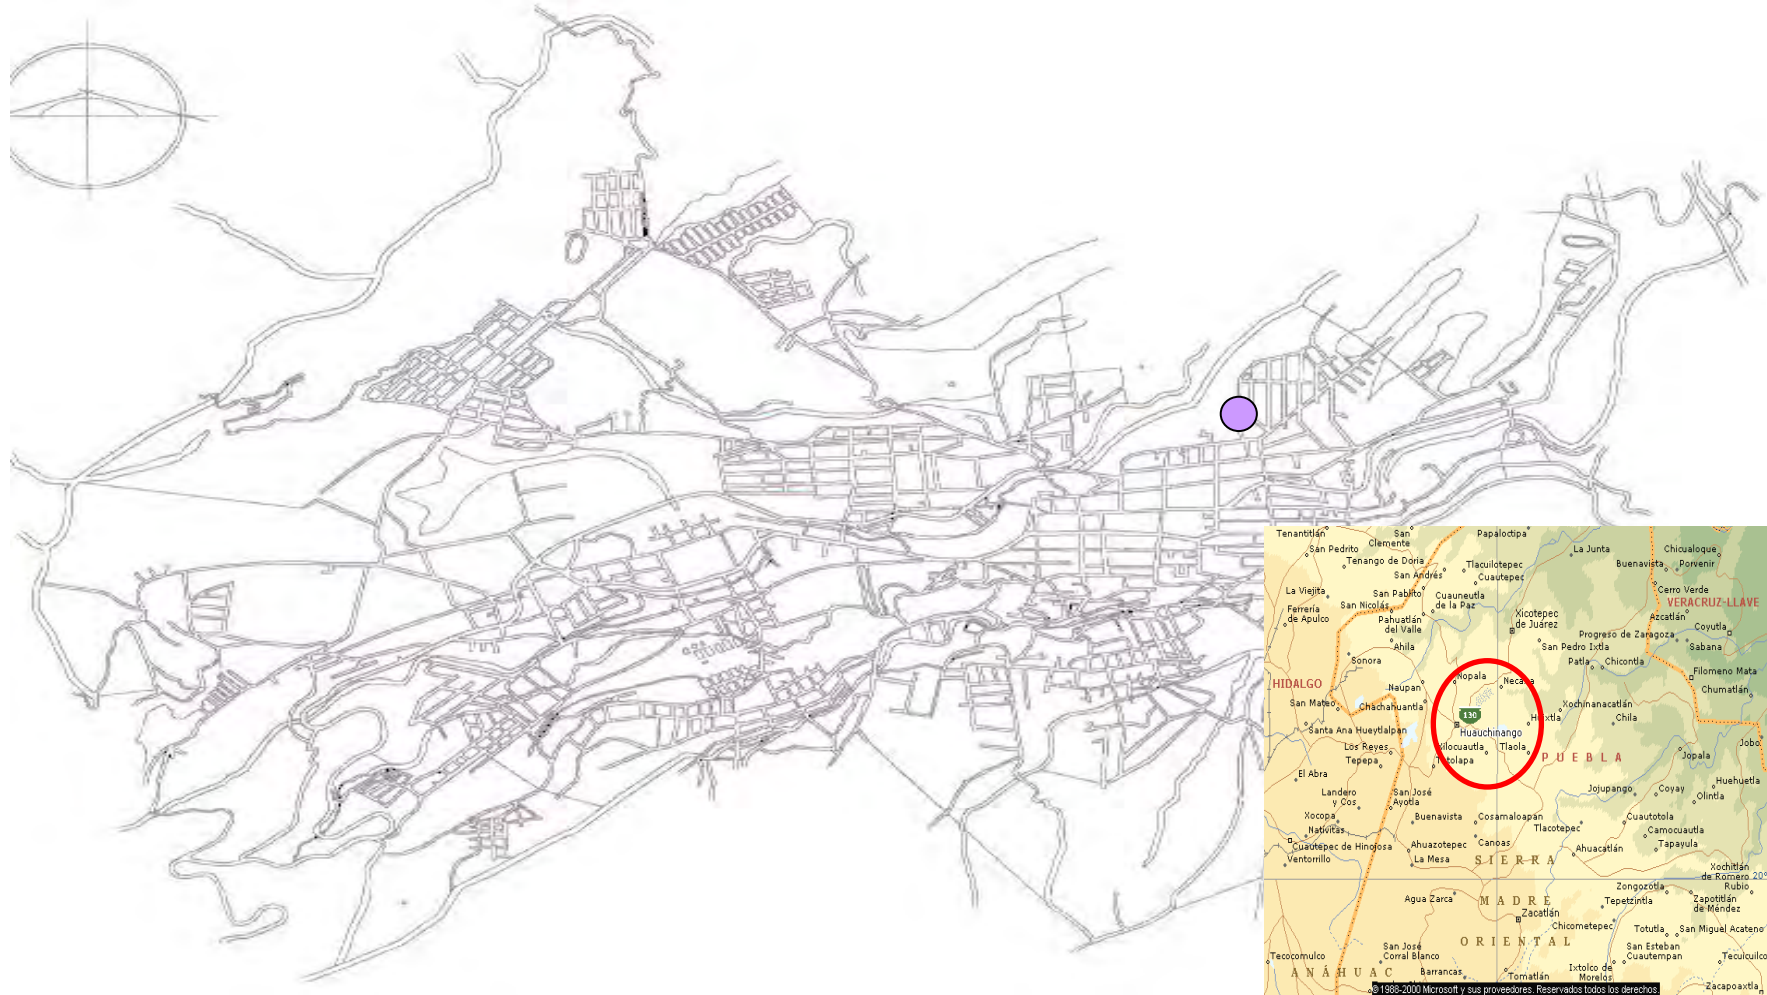 Tenantitlán
San
Clemente
Papaloctipa
San Pedrito
La Junta
Chicualoque
Tenango de Doria
Tlacuilotepec
Buenavista
Porvenir
San Andrés
Cuautepec
La Viejita
San Pablito
Cuauneutla
de la Paz
Cerro Verde
VERACRUZ-LLAVE
Ferrería
de Apulco
San Nicolás
Xicotepec
de Juárez
Azcatlán
Pahuatlán
del Valle
Coyutla
Progreso de Zaragoza
Ahila
San Pedro Ixtla
Sabana
Sonora
Patla
Chicontla
Filomeno Mata
HIDALGO
Naupan
Nopala
Chumatlán
San Mateo
Chachahuantla
Xochinanacatlán
130
Chila
Santa Ana Hueytlalpan
Huauchinango
Jobo
Los Reyes
Tlaola
PUEBLA
Jopala
Tepepa
El Abra
Huehuetla
Landero
y Cos
San José
Ayotla
Jojupango
Coyay
Olintla
Xocopa
Buenavista
Cosamaloapan
Cuautotola
Nativitas
Tlacotepec
Camocuautla
Cuautepec de Hinojosa
Ahuazotepec
Canoas
Ahuacatlán
Tapayula
Ventorrillo
La Mesa
SIERRA
Xochitlán
de Romero
Rubio
20°
Zongozotla
Agua Zarca
MADRE
Tepetzintla
Zapotitlán
de Méndez
Zacatlán
Chicometepec
Totutla
San Miguel Acateno
ORIENTAL
San José
Corral Blanco
San Esteban
Cuautempan
Tecocomulco
Tecuicuilco
ANÁHUAC
Barrancas
Tomatlán
Ixtolco de
Morelos
Zacapoaxtla
© 1988-2000 Microsoft y sus proveedores. Reservados todos los derechos.